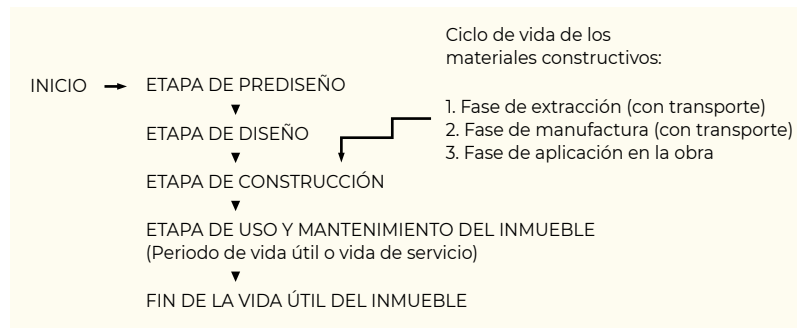 Ciclo de vida de los
materiales constructivos:
INICIO
ETAPA DE PREDISEÑO
1. Fase de extracción (con transporte)
ETAPA DE DISEÑO
2. Fase de manufactura (con transporte)
3. Fase de aplicación en la obra
ETAPA DE CONSTRUCCIÓN
ETAPA DE USO Y MANTENIMIENTO DEL INMUEBLE
(Periodo de vida útil o vida de servicio)
FIN DE LA VIDA ÚTIL DEL INMUEBLE